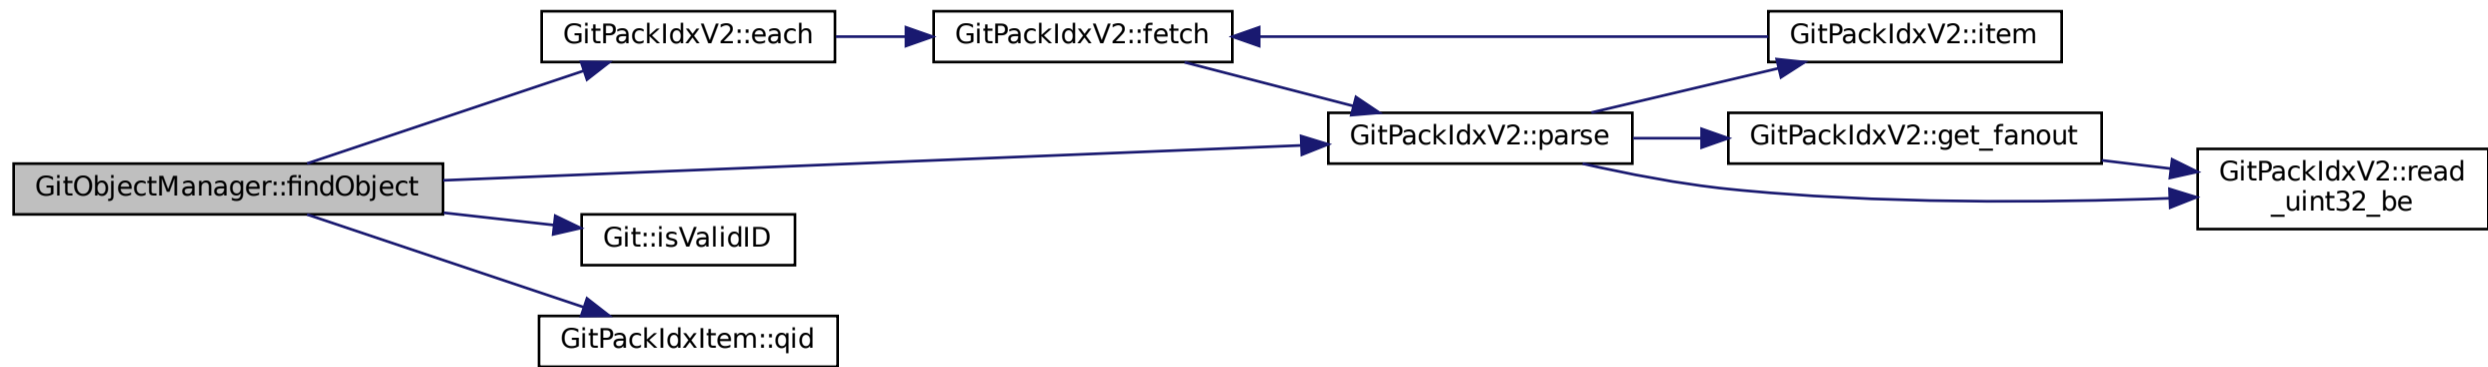 GitPackIdxV2::each
GitPackIdxV2::fetch
GitPackIdxV2::item
GitPackIdxV2::parse
GitPackIdxV2::get_fanout
GitPackIdxV2::read
_uint32_be
GitObjectManager::findObject
Git::isValidID
GitPackIdxItem::qid